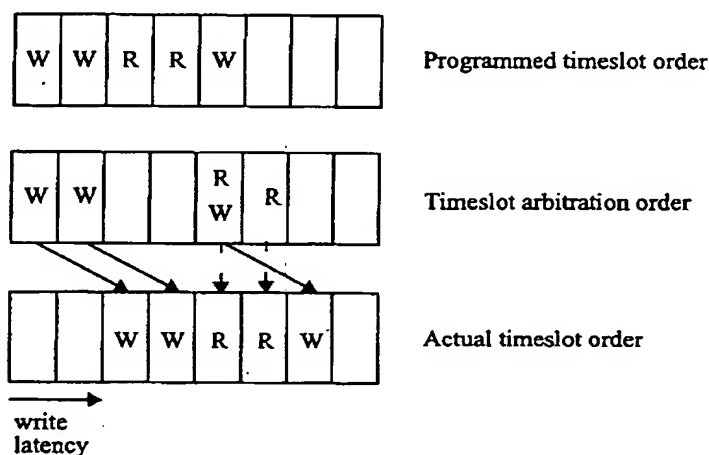 W W R R W Programmed timeslot order
W W R W R Timeslot arbitration order
W W R R W Actual timeslot order
write
latency